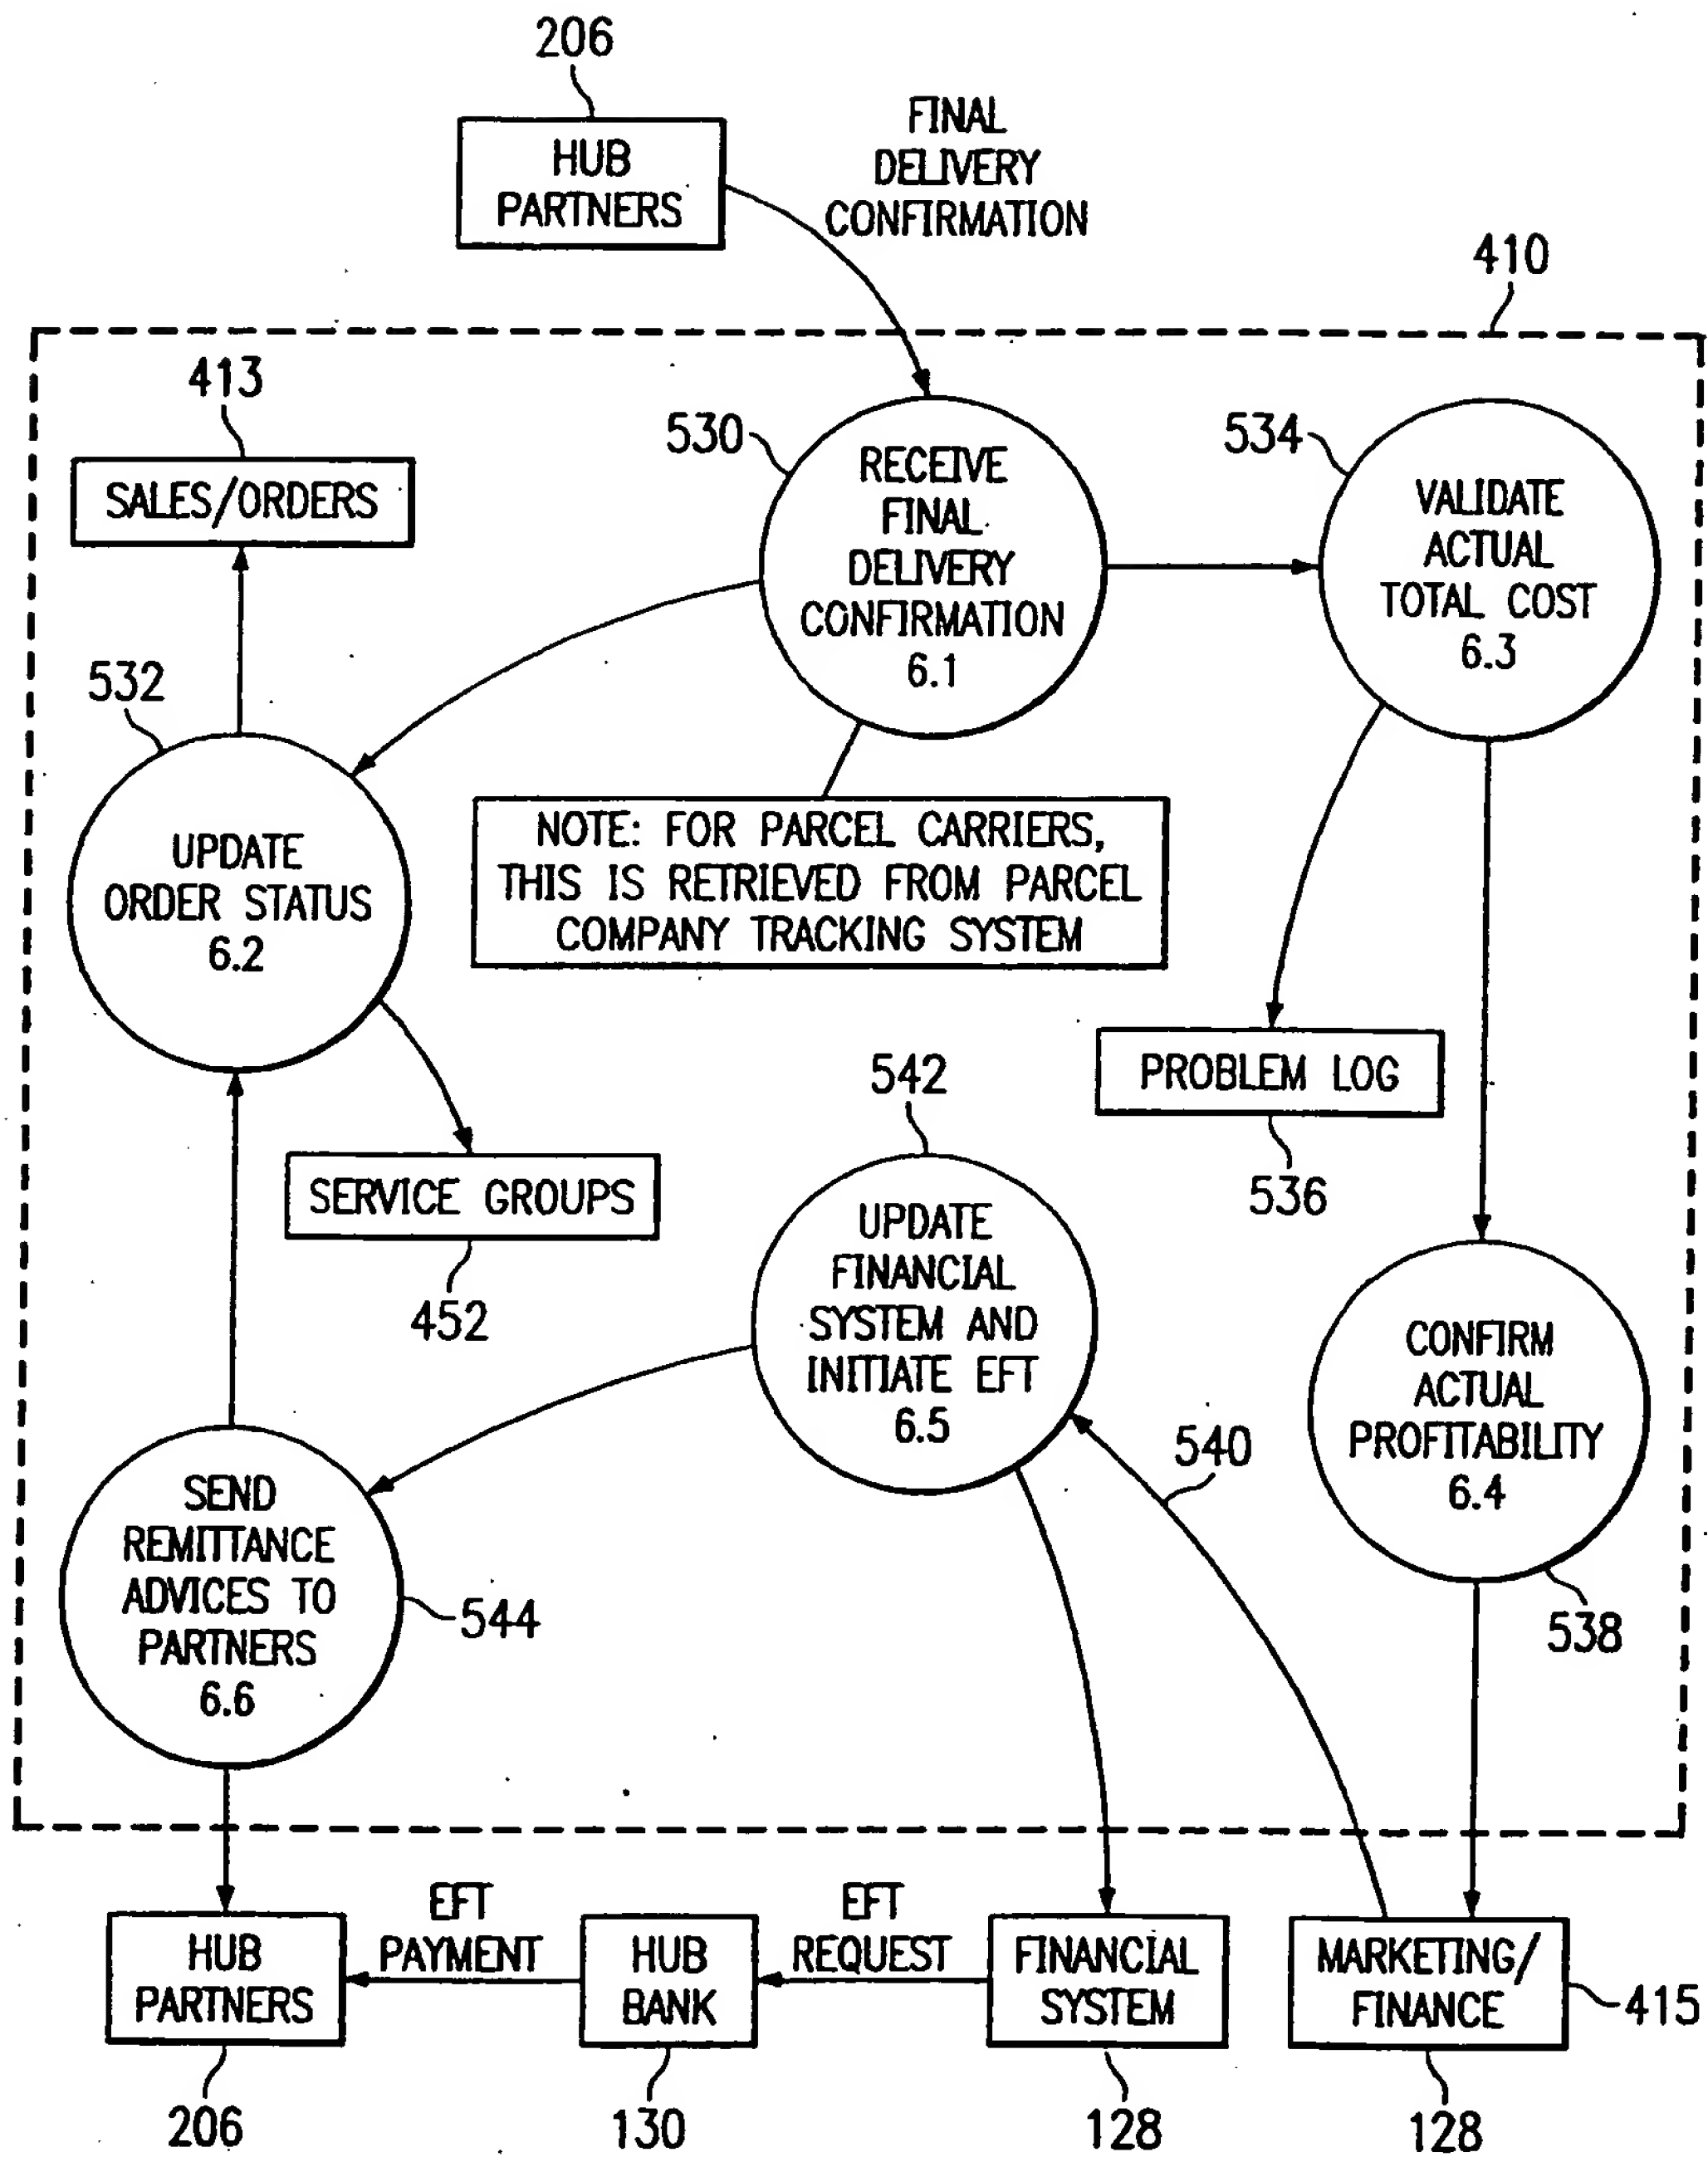 206
HUB
PARTNERS
FINAL
DELIVERY
CONFIRMATION
410
413
SALES/ORDERS
530
RECEIVE
FINAL
DELIVERY
CONFIRMATION
6.1
534
VALIDATE
ACTUAL
TOTAL COST
6.3
532
UPDATE
ORDER STATUS
6.2
NOTE: FOR PARCEL CARRIERS,
THIS IS RETRIEVED FROM PARCEL
COMPANY TRACKING SYSTEM
PROBLEM LOG
536
SERVICE GROUPS
452
542
UPDATE
FINANCIAL
SYSTEM AND
INITIATE EFT
6.5
540
CONFIRM
ACTUAL
PROFITABILITY
6.4
538
SEND
REMITTANCE
ADVICES TO
PARTNERS
6.6
544
HUB
PARTNERS
206
EFT
PAYMENT
HUB
BANK
130
EFT
REQUEST
FINANCIAL
SYSTEM
128
MARKETING/
FINANCE
415
128